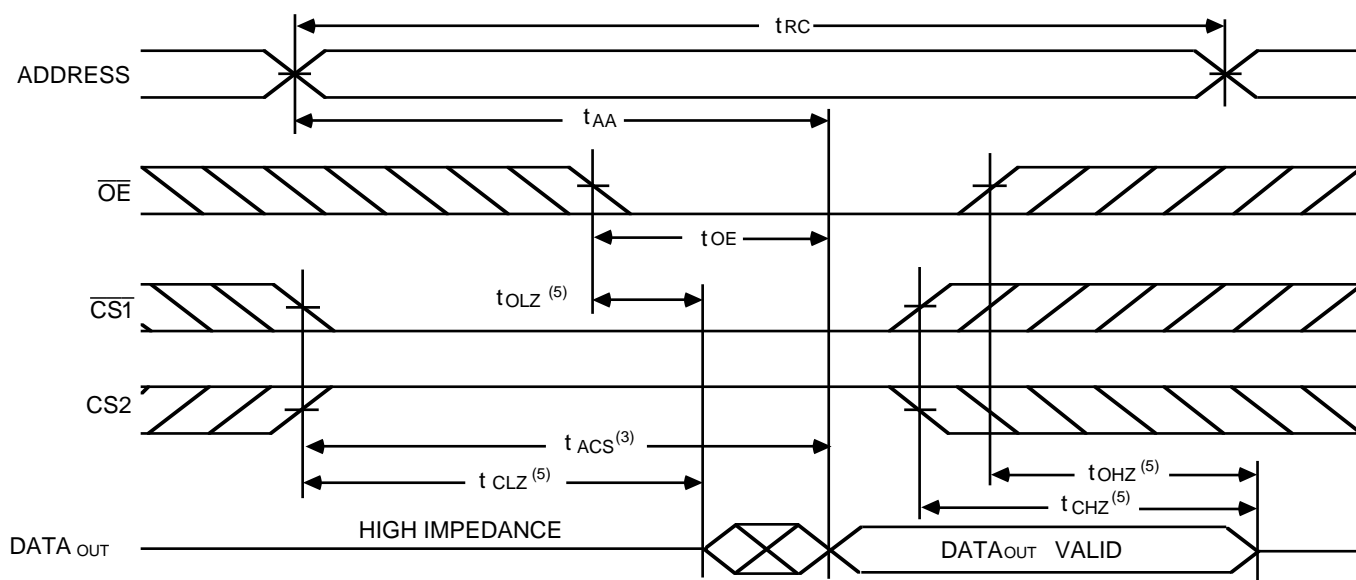 tRC
ADDRESS
tAA
OE
tOE
tOLZ (5)
CS1
CS2
tACS(3)
tCLZ (5)
tOHZ (5)
tCHZ (5)
HIGH IMPEDANCE
DATA OUT
DATAOUT VALID